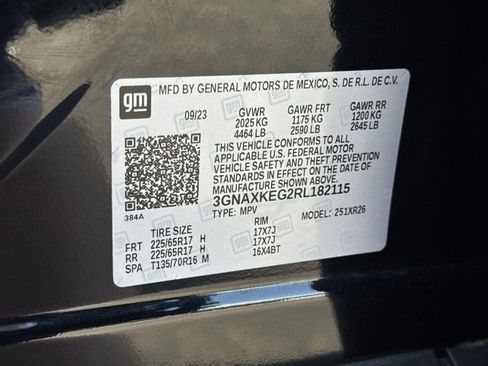 gm
MFD BY GENERAL MOTORS DE MEXICO, S. DE R.L. DE C.V.
09/23 GVWR GAWR FRT GAWR RR
2025 KG 1175 KG 1200 KG
4464 LB 2590 LB 2645 LB
THIS VEHICLE CONFORMS TO ALL
APPLICABLE U.S. FEDERAL MOTOR
VEHICLE SAFETY AND THEFT PREVENTION
STANDARDS IN EFFECT ON THE DATE OF
MANUFACTURE SHOWN ABOVE.
3GNAXKEG2RL182115
384A TYPE: MPV MODEL: 251XR26
TIRE SIZE RIM
FRT 225/65R17 H 17X7J
RR 225/65R17 H 17X7J
SPA T135/70R16 M 16X4BT